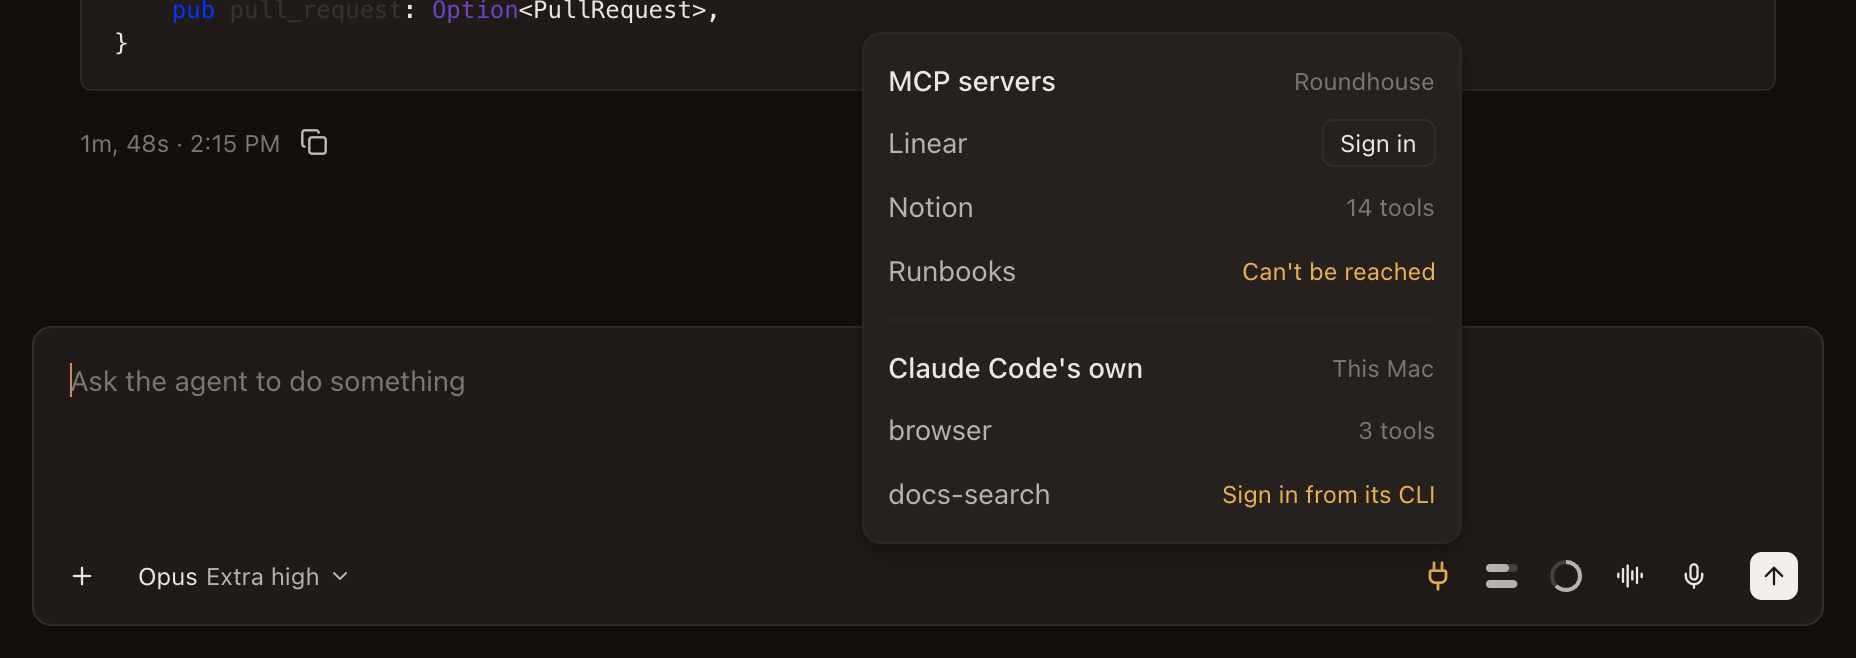 pub pull_request: Option<PullRequest>,
}
1m, 48s · 2:15 PM
MCP servers Roundhouse
Linear Sign in
Notion 14 tools
Runbooks Can't be reached
Claude Code's own This Mac
browser 3 tools
docs-search Sign in from its CLI
Ask the agent to do something
Opus Extra high